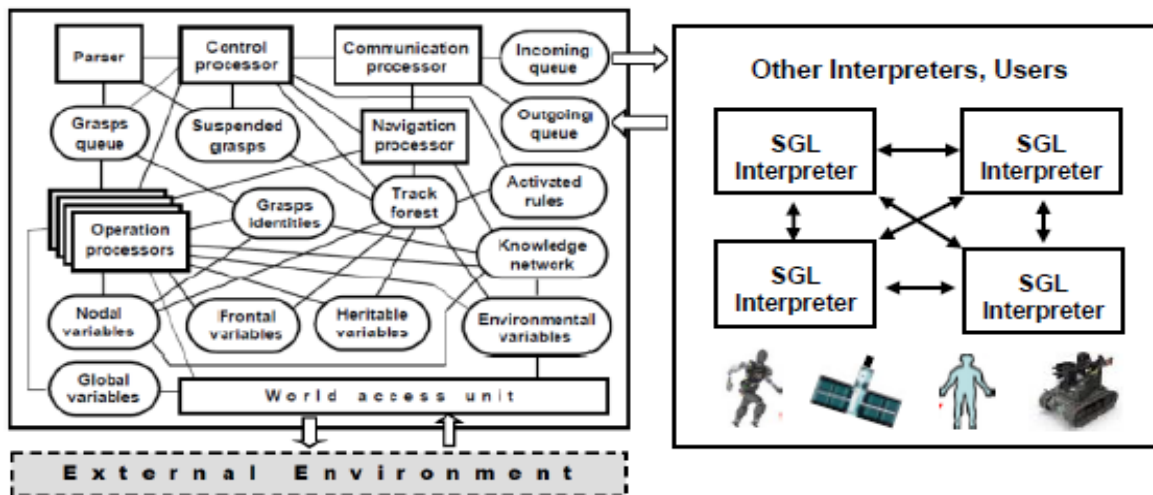 Parser
Control
processor
Communication
processor
Incoming
queue
Grasps
queue
Suspended
grasps
Navigation
processor
Outgoing
queue
Operation
processors
Grasps
identities
Track
forest
Activated
rules
Knowledge
network
Nodal
variables
Frontal
variables
Heritable
variables
Environmental
variables
Global
variables
World access unit
External Environment
Other Interpreters, Users
SGL
Interpreter
SGL
Interpreter
SGL
Interpreter
SGL
Interpreter